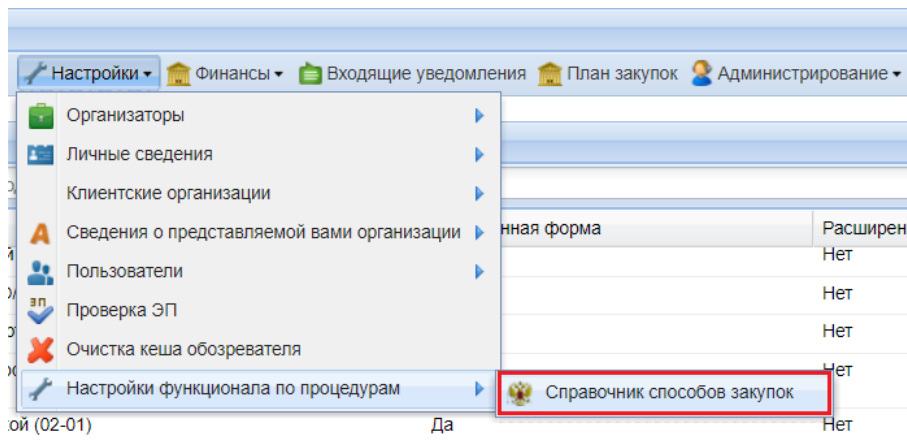 Настройки Финансы Входящие уведомления План закупок Администрирование
Организаторы
Личные сведения
Клиентские организации
Сведения о представляемой вами организации
нная форма Расширен
Нет
Пользователи
Нет
ЭП Проверка ЭП
Нет
Очистка кеша обозревателя
Нет
Настройки функционала по процедурам
Справочник способов закупок
кой (02-01) Да Нет